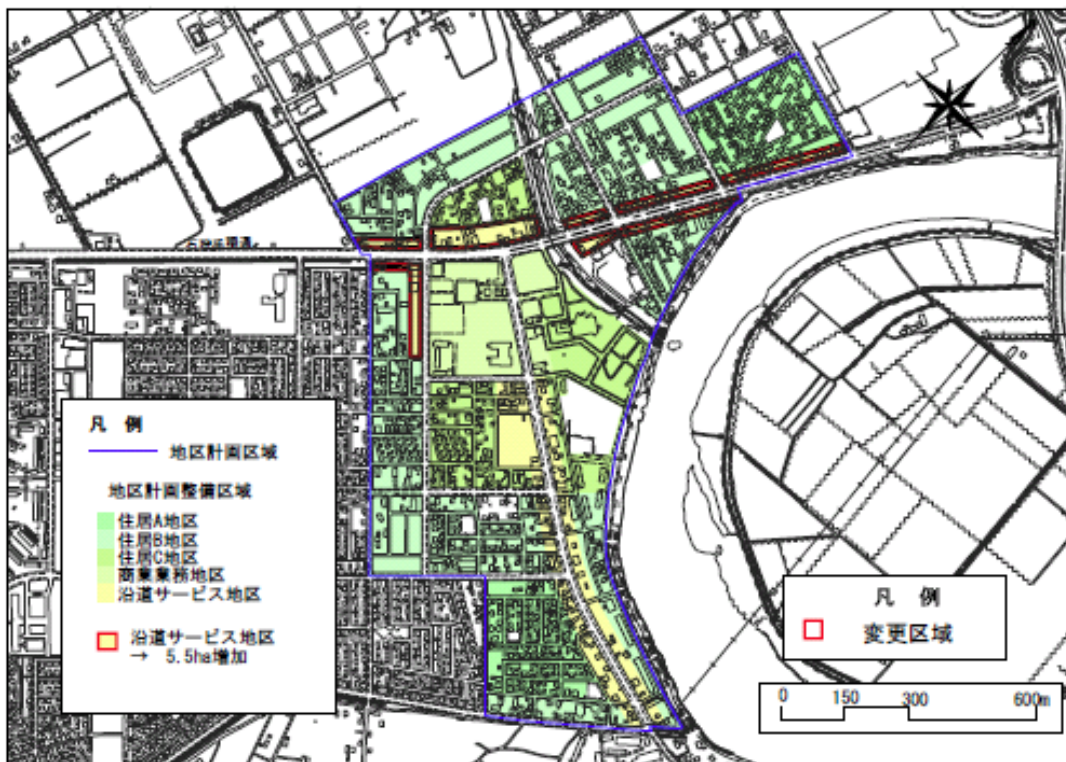 凡 例
地区計画区域
地区計画整備区域
住居A地区
住居B地区
住居C地区
商業業務地区
沿道サービス地区
沿道サービス地区
→ 5.5ha増加
凡 例
変更区域
0 150 300 600m